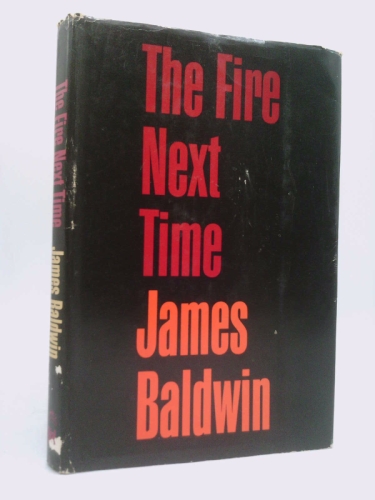 The Fire Next Time
James Baldwin
The Fire
Next
Time
James
Baldwin